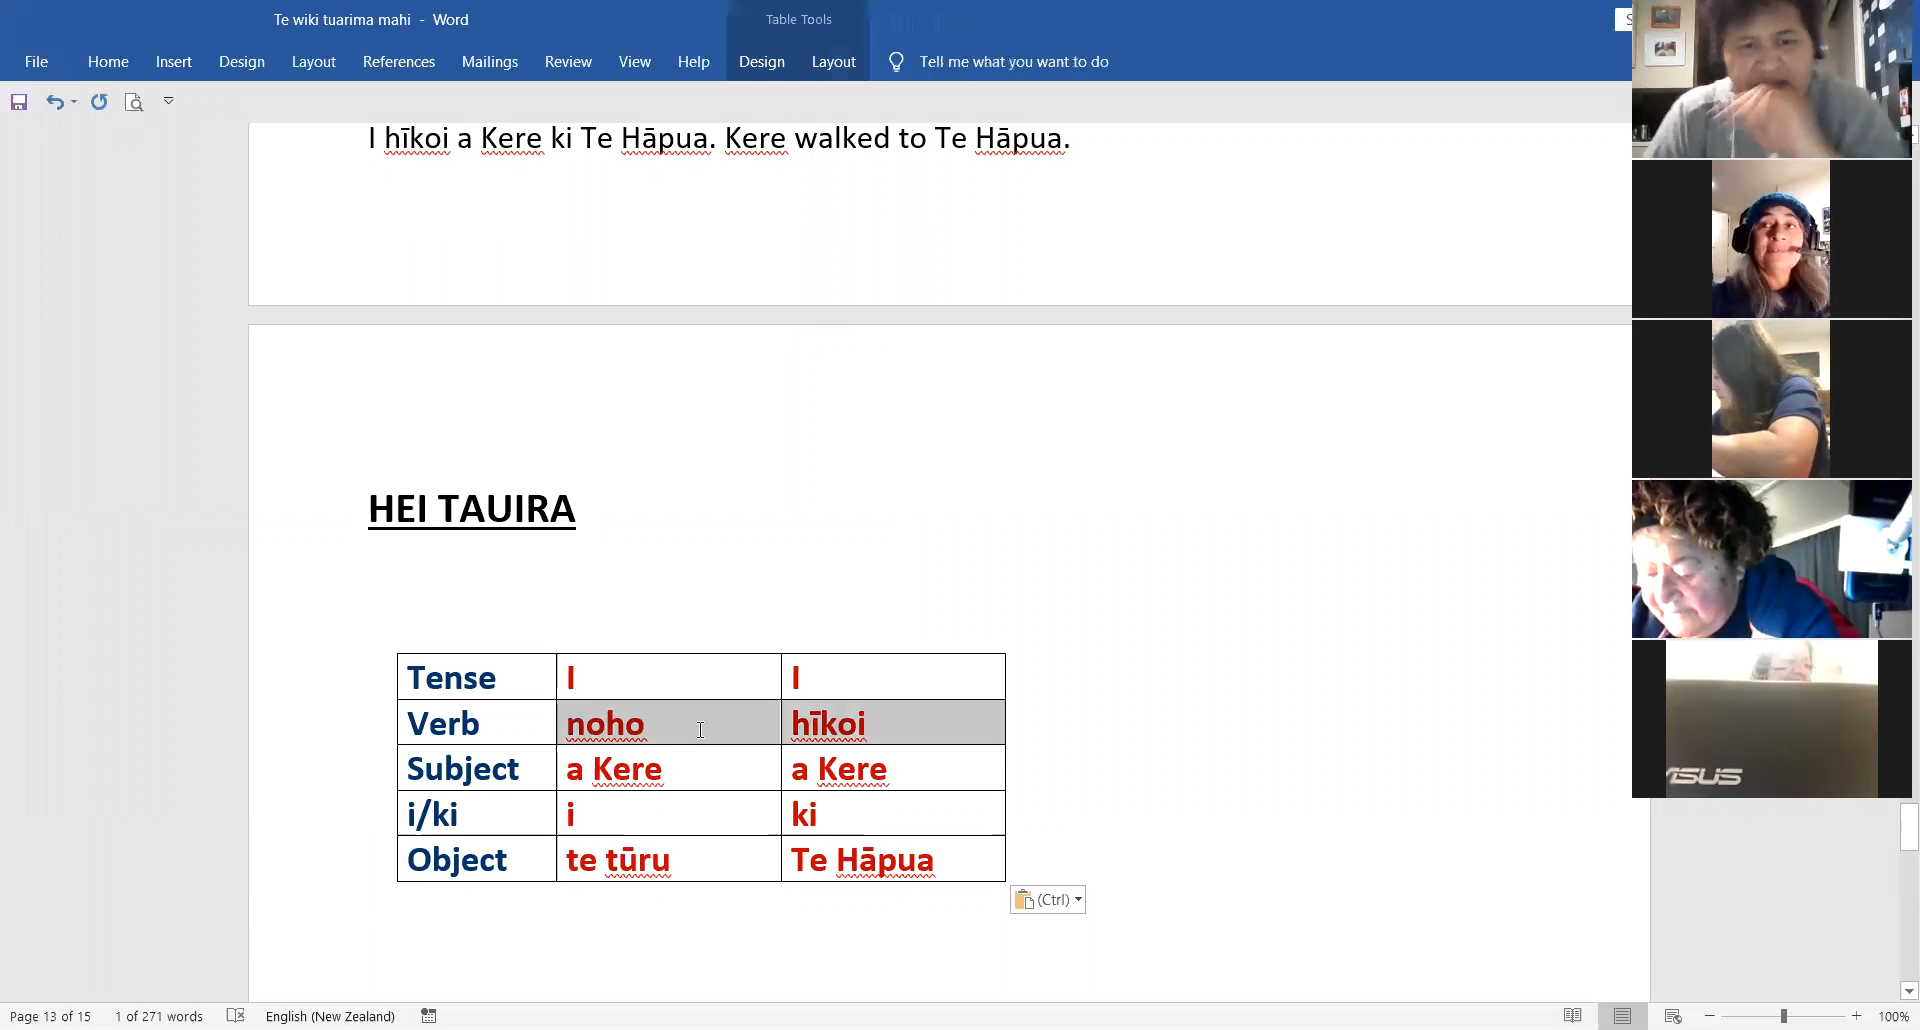 Te wiki tuarima mahi - Word
Table Tools
File Home Insert Design Layout References Mailings Review View Help Design Layout Tell me what you want to do
I hīkoi a Kere ki Te Hāpua. Kere walked to Te Hāpua.
HEI TAUIRA
Tense I I
Verb noho hīkoi
Subject a Kere a Kere
i/ki i ki
Object te tūru Te Hāpua
(Ctrl)
ASUS
Page 13 of 15 1 of 271 words English (New Zealand) 100%